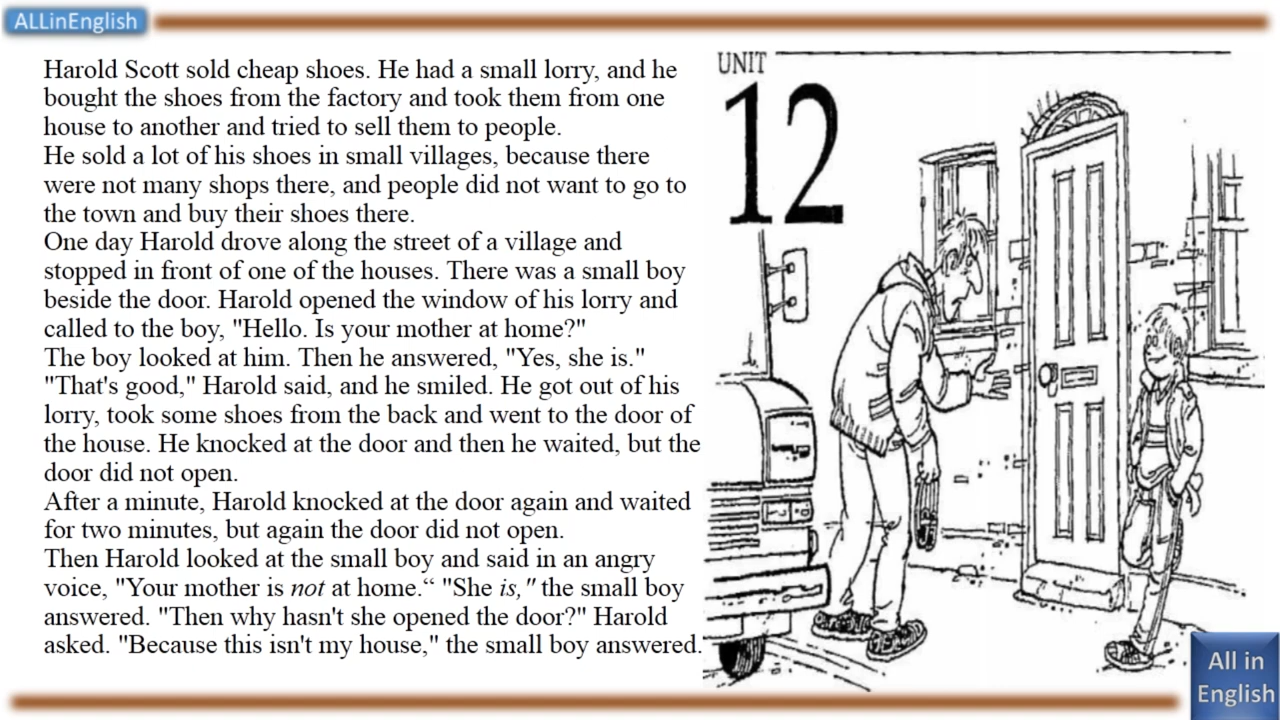 ALLinEnglish
Harold Scott sold cheap shoes. He had a small lorry, and he
bought the shoes from the factory and took them from one
house to another and tried to sell them to people.
He sold a lot of his shoes in small villages, because there
were not many shops there, and people did not want to go to
the town and buy their shoes there.
One day Harold drove along the street of a village and
stopped in front of one of the houses. There was a small boy
beside the door. Harold opened the window of his lorry and
called to the boy, "Hello. Is your mother at home?"
The boy looked at him. Then he answered, "Yes, she is."
"That's good," Harold said, and he smiled. He got out of his
lorry, took some shoes from the back and went to the door of
the house. He knocked at the door and then he waited, but the
door did not open.
After a minute, Harold knocked at the door again and waited
for two minutes, but again the door did not open.
Then Harold looked at the small boy and said in an angry
voice, "Your mother is not at home.“ "She is," the small boy
answered. "Then why hasn't she opened the door?" Harold
asked. "Because this isn't my house," the small boy answered.
UNIT
12
All in
English